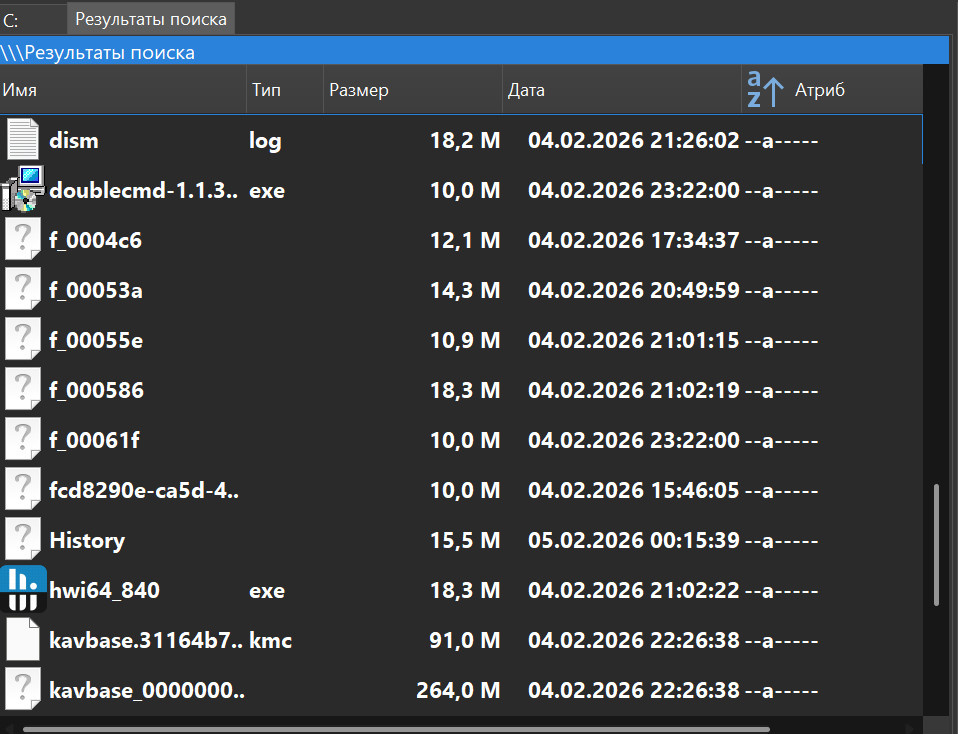 C: Результаты поиска
\\\Результаты поиска
Имя Тип Размер Дата Атриб
dism log 18,2 M 04.02.2026 21:26:02 --a-----
doublecmd-1.1.3.. exe 10,0 M 04.02.2026 23:22:00 --a-----
f_0004c6 12,1 M 04.02.2026 17:34:37 --a-----
f_00053a 14,3 M 04.02.2026 20:49:59 --a-----
f_00055e 10,9 M 04.02.2026 21:01:15 --a-----
f_000586 18,3 M 04.02.2026 21:02:19 --a-----
f_00061f 10,0 M 04.02.2026 23:22:00 --a-----
fcd8290e-ca5d-4.. 10,0 M 04.02.2026 15:46:05 --a-----
History 15,5 M 05.02.2026 00:15:39 --a-----
hwi64_840 exe 18,3 M 04.02.2026 21:02:22 --a-----
kavbase.31164b7.. kmc 91,0 M 04.02.2026 22:26:38 --a-----
kavbase_0000000.. 264,0 M 04.02.2026 22:26:38 --a-----